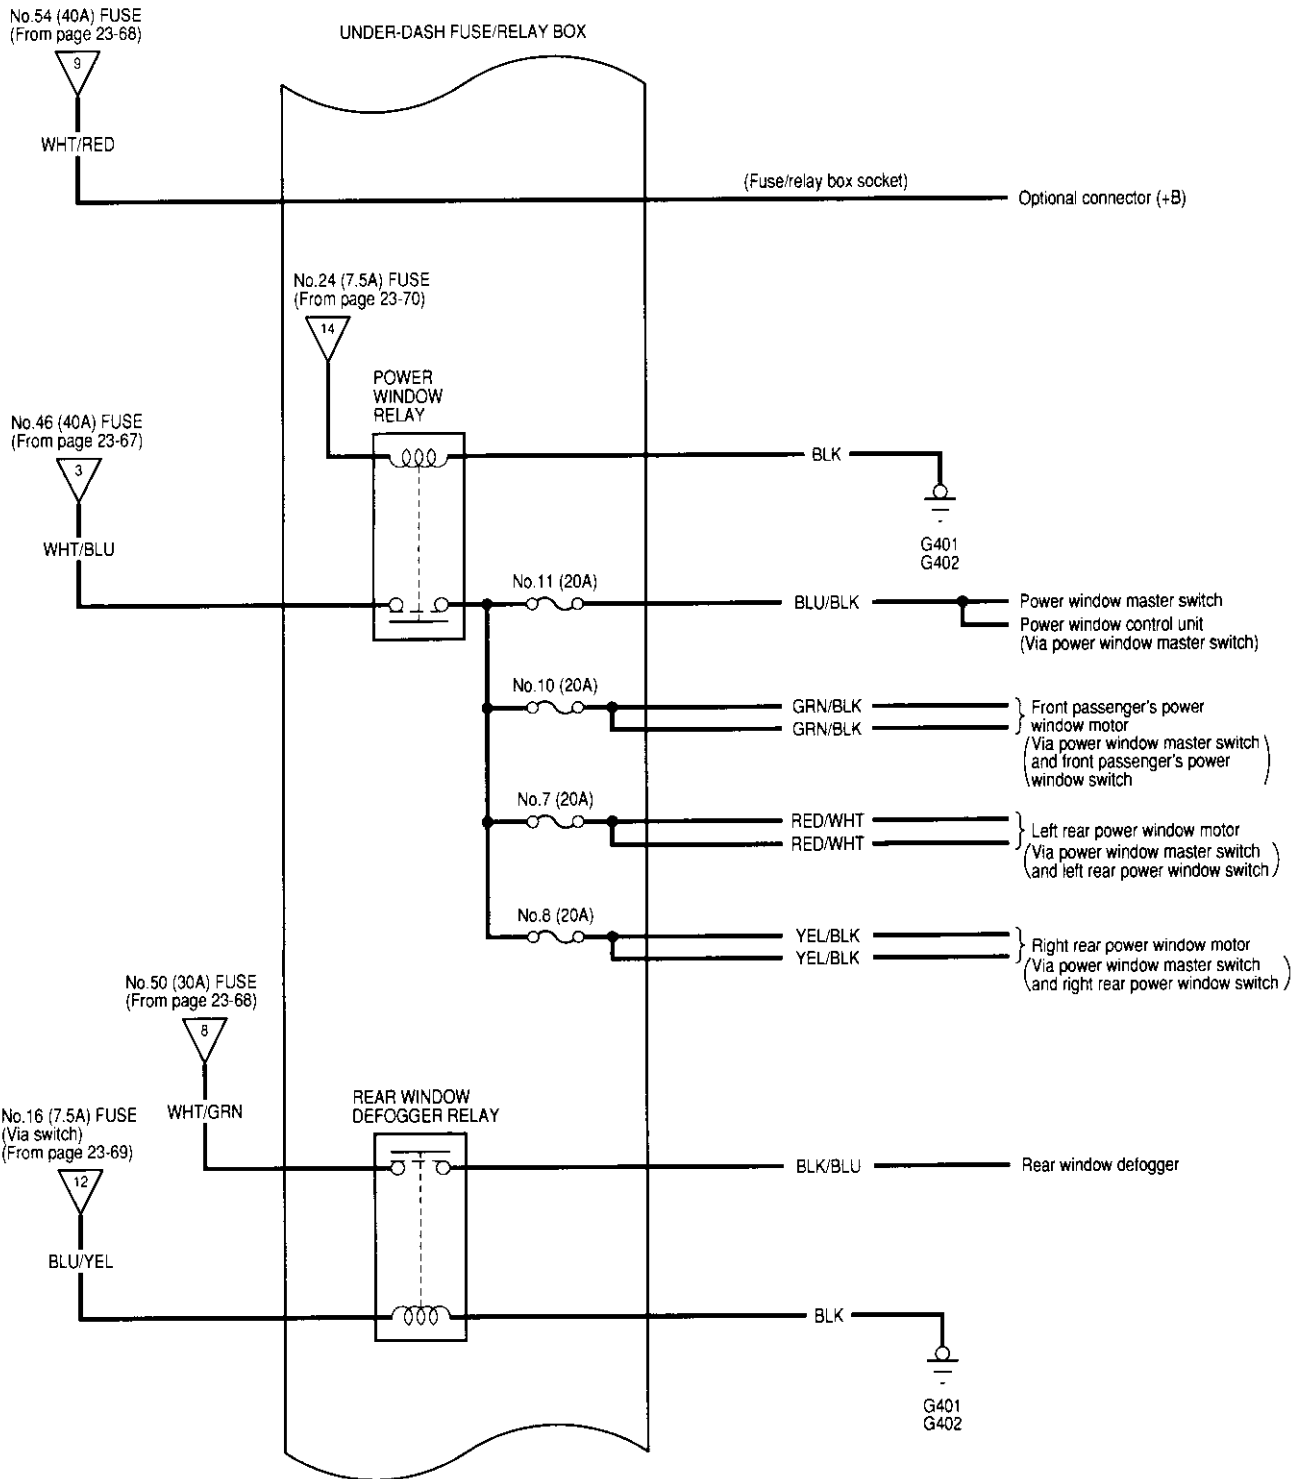 No.54 (40A) FUSE
(From page 23-68)
UNDER-DASH FUSE/RELAY BOX
9
WHT/RED
(Fuse/relay box socket)
Optional connector (+B)
No.24 (7.5A) FUSE
(From page 23-70)
14
POWER
WINDOW
RELAY
No.46 (40A) FUSE
(From page 23-67)
3
WHT/BLU
BLK
G401
G402
No.11 (20A)
BLU/BLK
Power window master switch
Power window control unit
(Via power window master switch)
No.10 (20A)
GRN/BLK
GRN/BLK
Front passenger's power
window motor
(Via power window master switch
and front passenger's power
window switch)
No.7 (20A)
RED/WHT
RED/WHT
Left rear power window motor
(Via power window master switch
and left rear power window switch)
No.8 (20A)
YEL/BLK
YEL/BLK
Right rear power window motor
(Via power window master switch
and right rear power window switch)
No.50 (30A) FUSE
(From page 23-68)
8
WHT/GRN
REAR WINDOW
DEFOGGER RELAY
No.16 (7.5A) FUSE
(Via switch)
(From page 23-69)
12
BLU/YEL
BLK/BLU
Rear window defogger
BLK
G401
G402